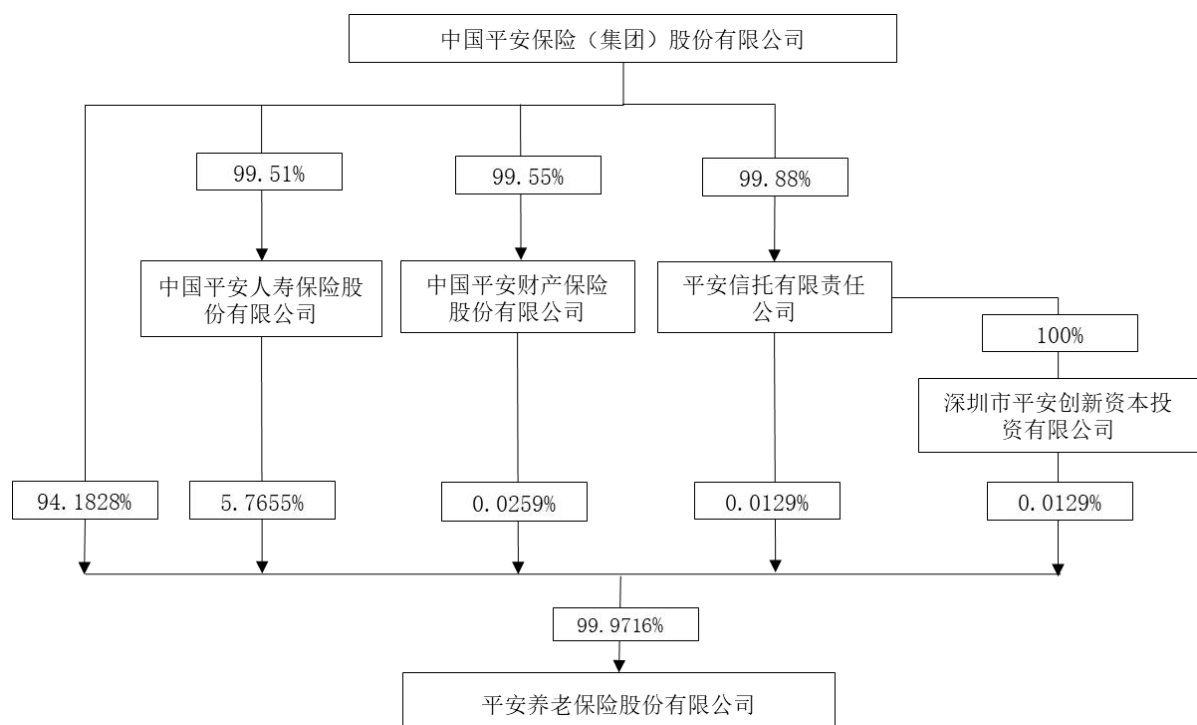 中国平安保险（集团）股份有限公司
99.51%
99.55%
99.88%
中国平安人寿保险股
份有限公司
中国平安财产保险
股份有限公司
平安信托有限责任
公司
100%
深圳市平安创新资本投
资有限公司
94.1828%
5.7655%
0.0259%
0.0129%
0.0129%
99.9716%
平安养老保险股份有限公司